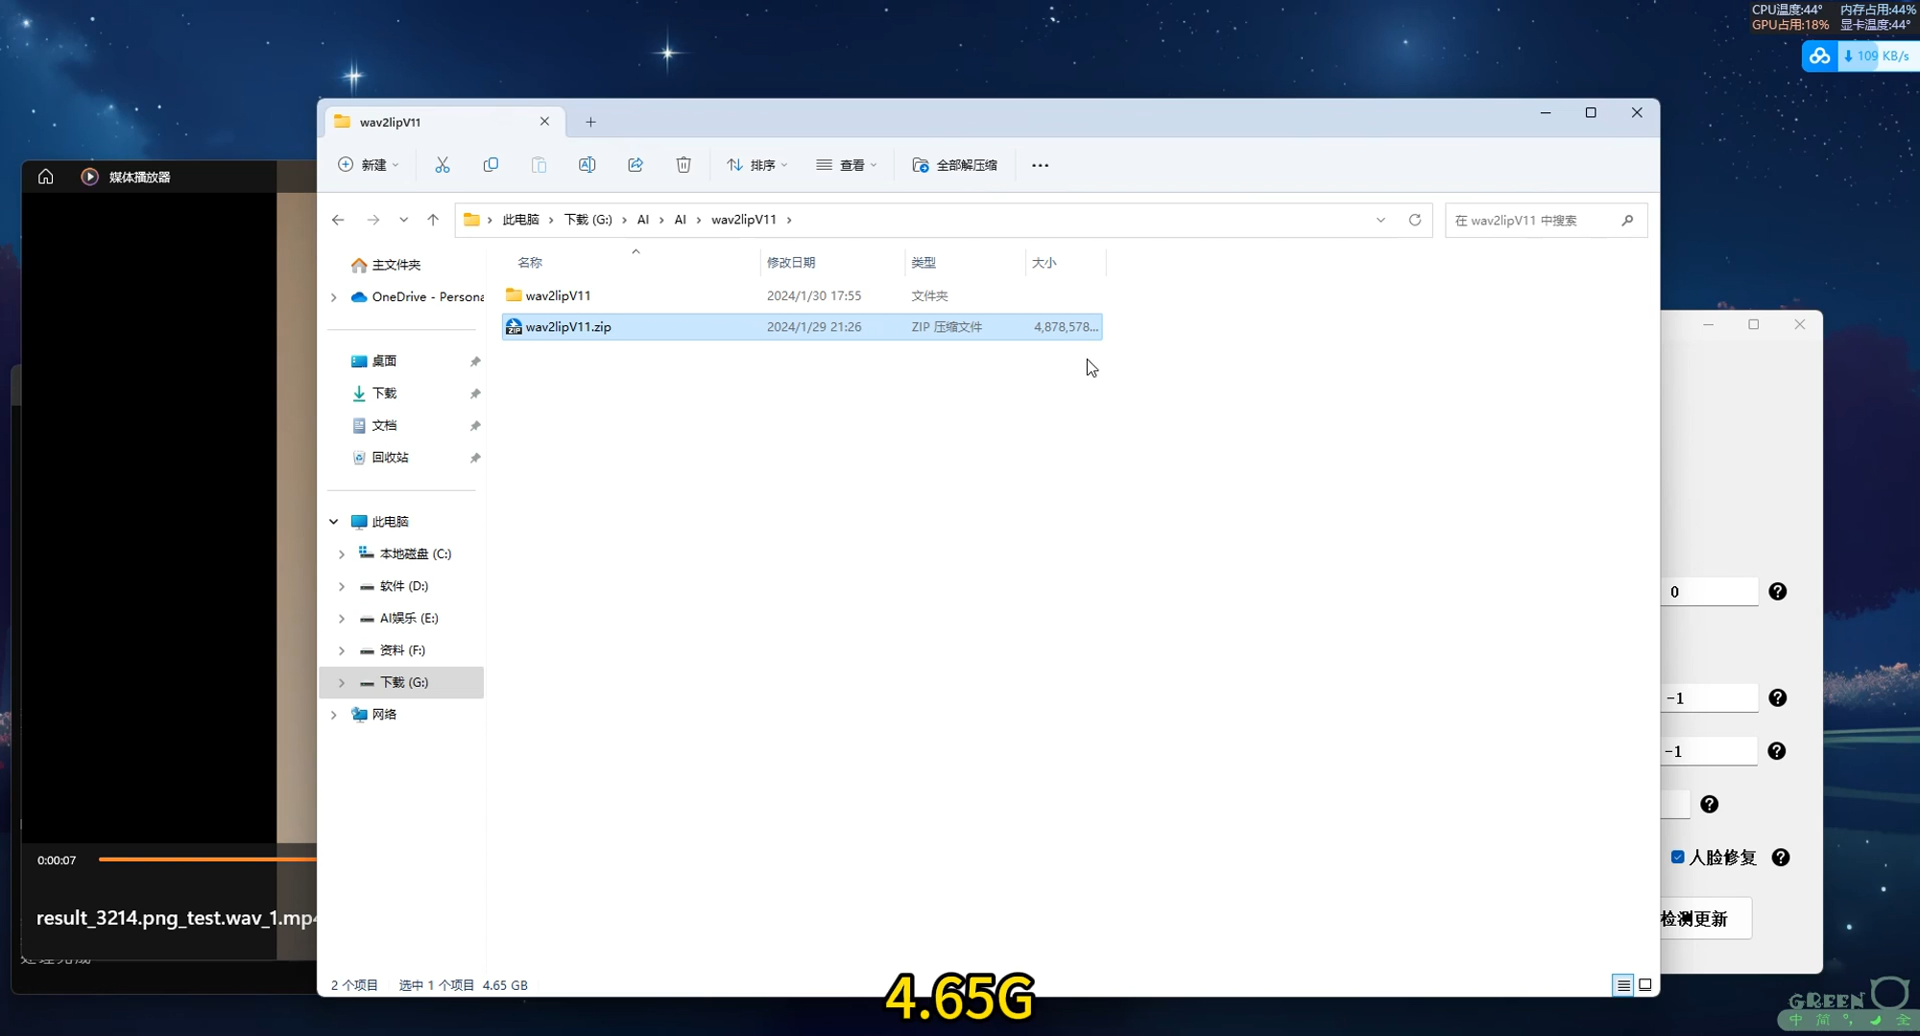 CPU温度:44° 内存占用:44%
GPU占用:18% 显卡温度:44°
109 KB/s
wav2lipV11
媒体播放器
新建
排序
查看
全部解压缩
此电脑 下载 (G:) AI AI wav2lipV11
在 wav2lipV11 中搜索
名称 修改日期 类型 大小
wav2lipV11 2024/1/30 17:55 文件夹
wav2lipV11.zip 2024/1/29 21:26 ZIP 压缩文件 4,878,578...
主文件夹
OneDrive - Persona
桌面
下载
文档
回收站
此电脑
本地磁盘 (C:)
软件 (D:)
AI娱乐 (E:)
资料 (F:)
下载 (G:)
网络
0
-1
-1
人脸修复
检测更新
0:00:07
result_3214.png_test.wav_1.mp4
2 个项目 选中 1 个项目 4.65 GB
4.65G
GREEN
中 简 °, 全